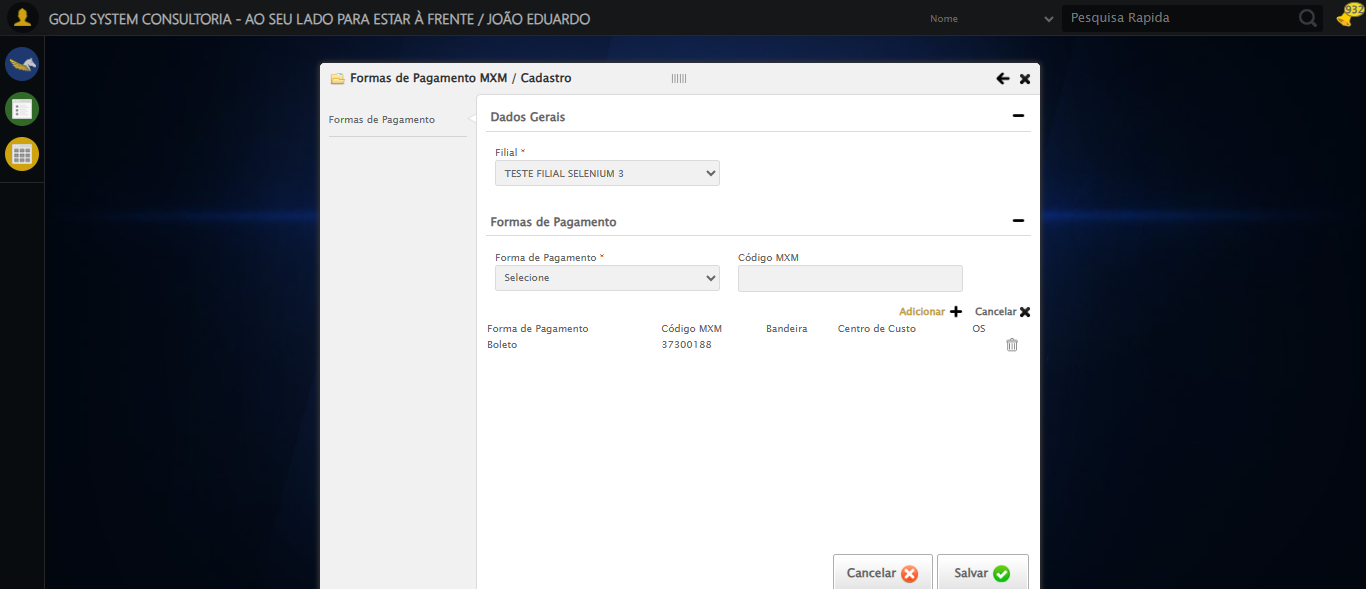 GOLD SYSTEM CONSULTORIA - AO SEU LADO PARA ESTAR À FRENTE / JOÃO EDUARDO
Nome
Pesquisa Rapida
932
Formas de Pagamento MXM / Cadastro
Formas de Pagamento
Dados Gerais
Filial *
TESTE FILIAL SELENIUM 3
Formas de Pagamento
Forma de Pagamento * Código MXM
Selecione
Adicionar Cancelar
Forma de Pagamento Código MXM Bandeira Centro de Custo OS
Boleto 37300188
Cancelar Salvar